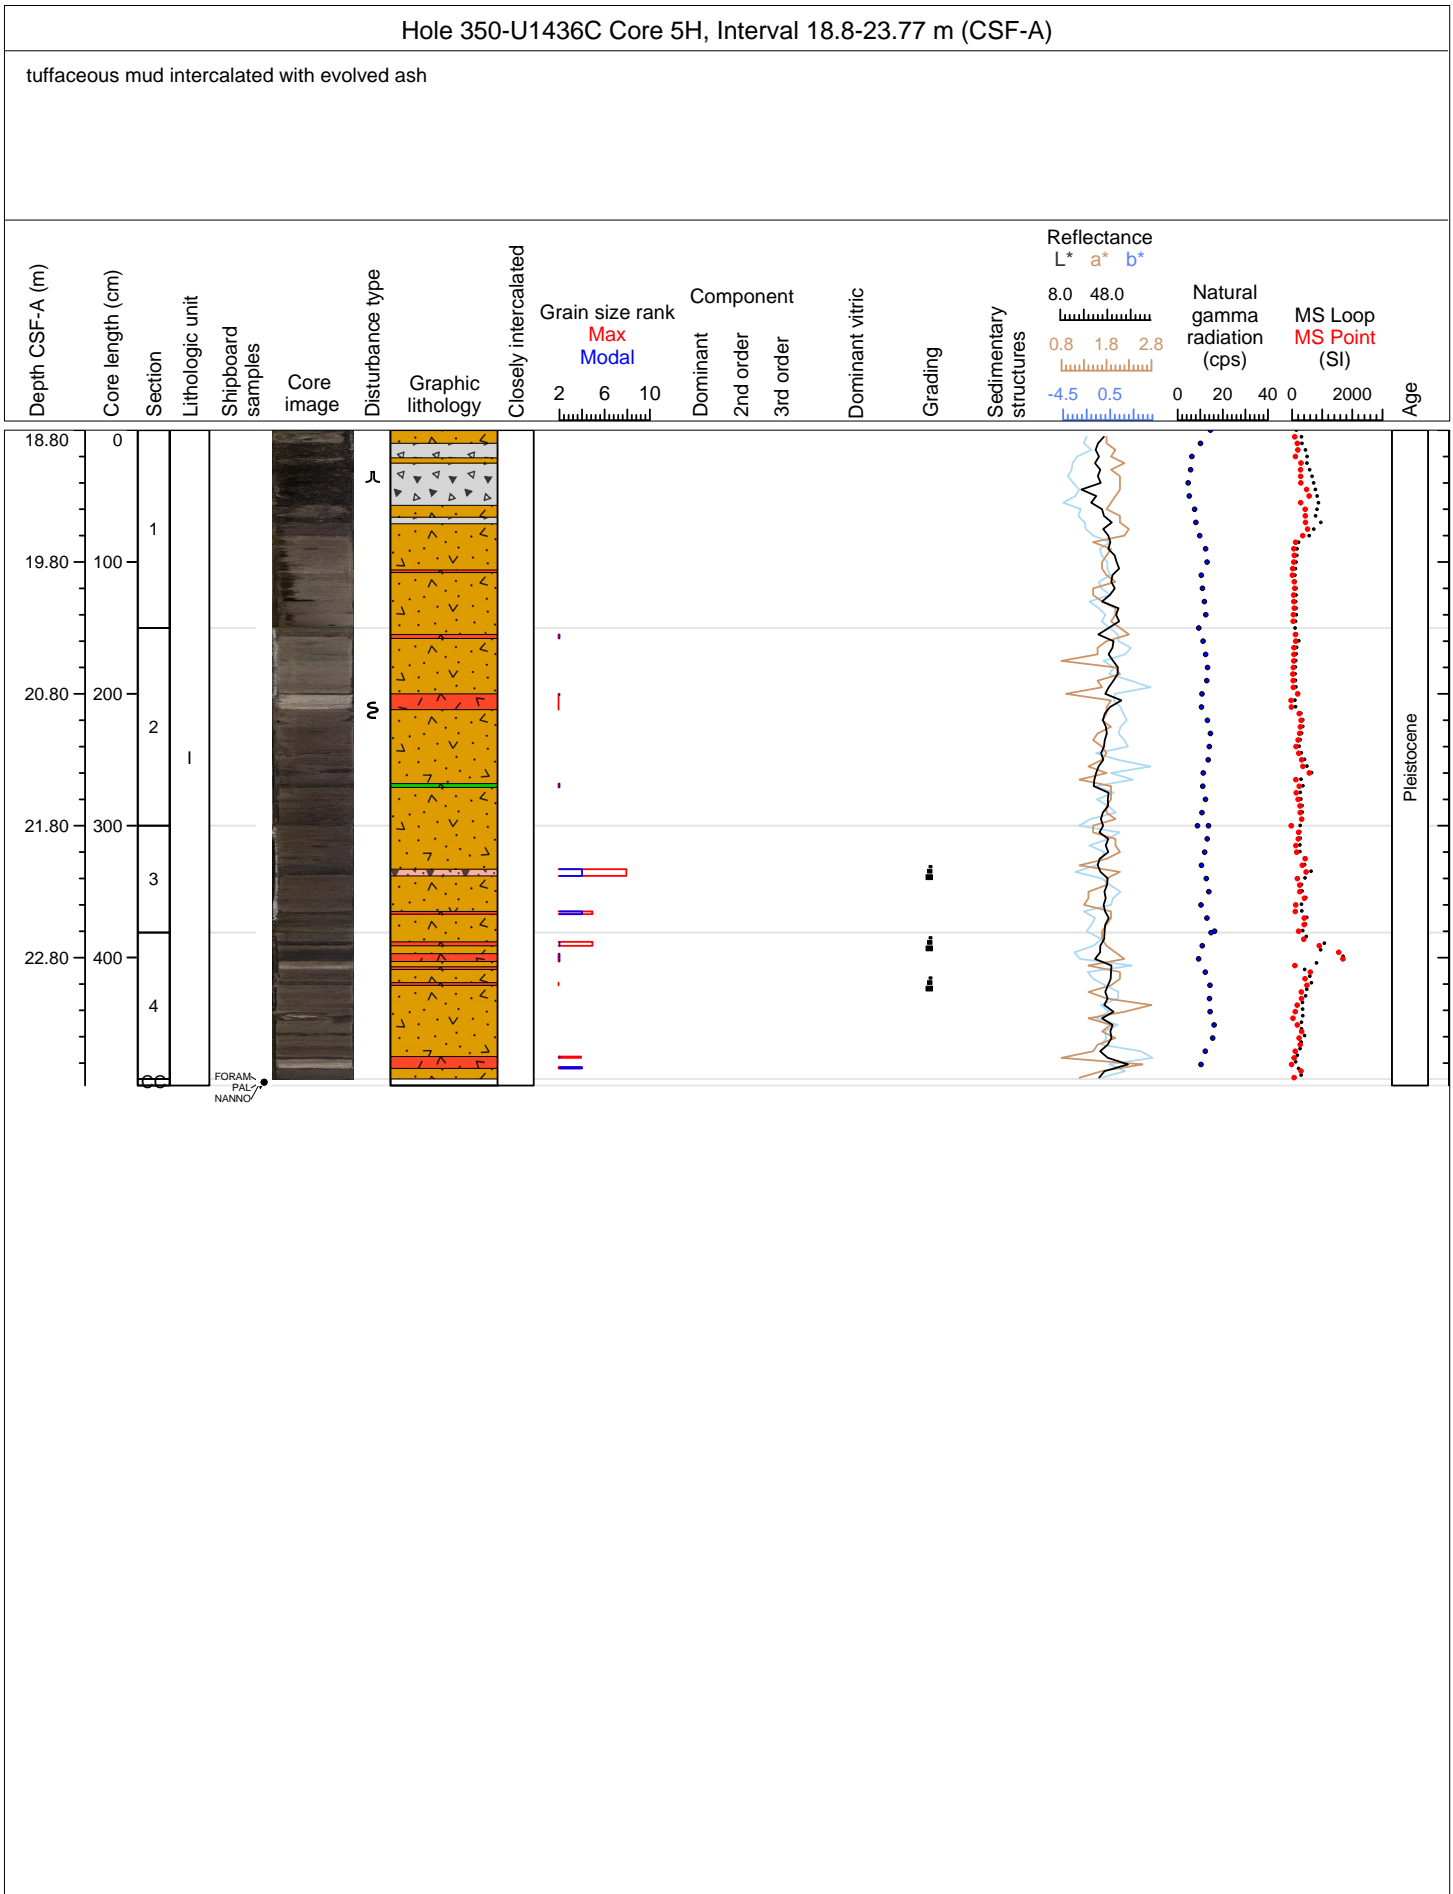 Hole 350-U1436C Core 5H, Interval 18.8-23.77 m (CSF-A)
tuffaceous mud intercalated with evolved ash
Depth CSF-A (m)
Core length (cm)
Section
Lithologic unit
Shipboard
samples
Core
image
Disturbance type
Graphic
lithology
Closely intercalated
Grain size rank
Max
Modal
2 6 10
Component
Dominant
2nd order
3rd order
Dominant vitric
Grading
Sedimentary
structures
Reflectance
L* a* b*
8.0 48.0
0.8 1.8 2.8
-4.5 0.5
Natural
gamma
radiation
(cps)
0 20 40
MS Loop
MS Point
(SI)
0 2000
Age
18.80 0
1
19.80 100
20.80 200
2
I
21.80 300
3
22.80 400
4
CC
FORAM
PAL
NANNO
Pleistocene